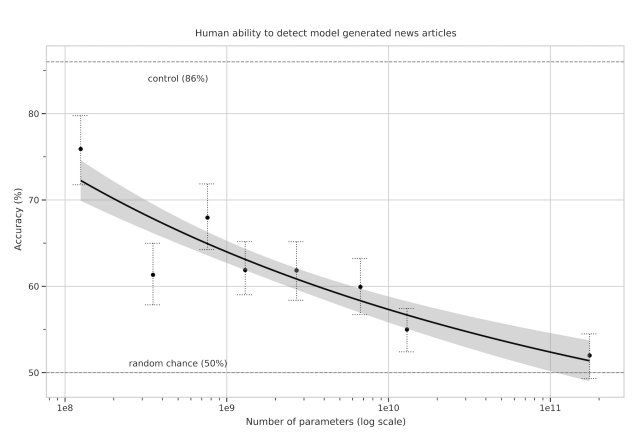 Human ability to detect model generated news articles
control (86%)
80
70
Accuracy (%)
60
random chance (50%)
50
1e8
1e9
1e10
1e11
Number of parameters (log scale)